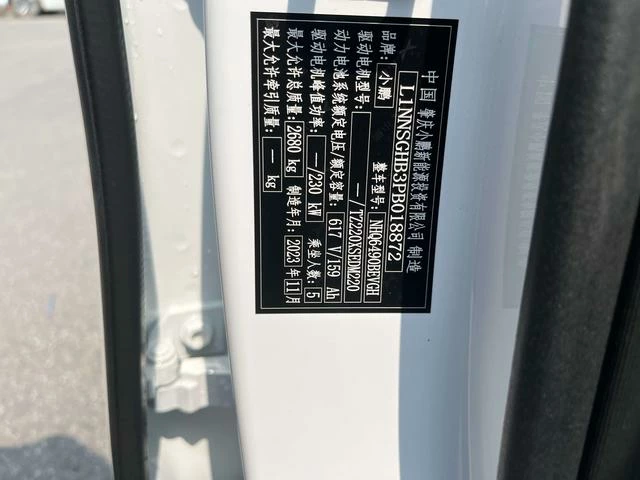 中国 肇庆小鹏新能源投资有限公司 制造
L1NNSGHB3PB018872
品牌: 小鹏 整车型号: NHQ6490BEVGH
驱动电机型号: —/TZ220XSEDM220
动力电池系统额定电压/额定容量: 617 V/159 Ah
驱动电机峰值功率: —/230 kW 乘坐人数: 5
最大允许总质量: 2680 kg 制造年月: 2023 年 11 月
最大允许牵引质量: — kg